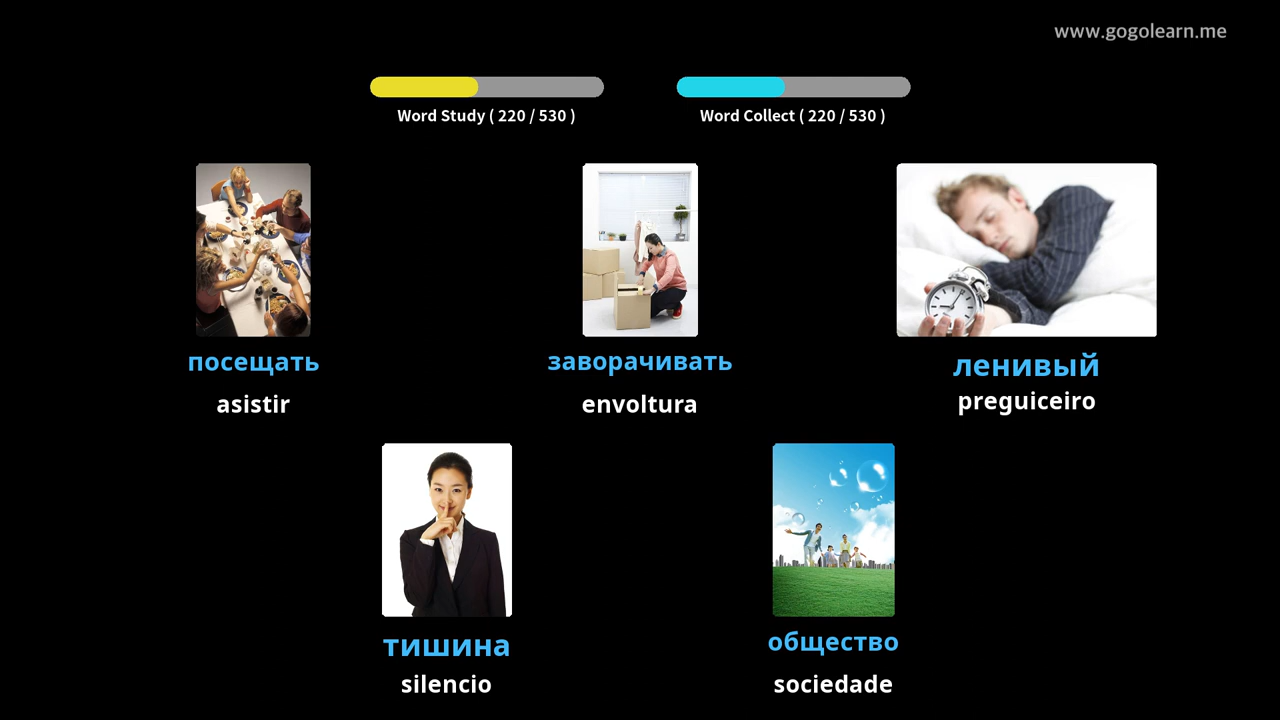 www.gogolearn.me
Word Study ( 220 / 530 )
Word Collect ( 220 / 530 )
посещать
asistir
заворачивать
envoltura
ленивый
preguiceiro
тишина
silencio
общество
sociedade